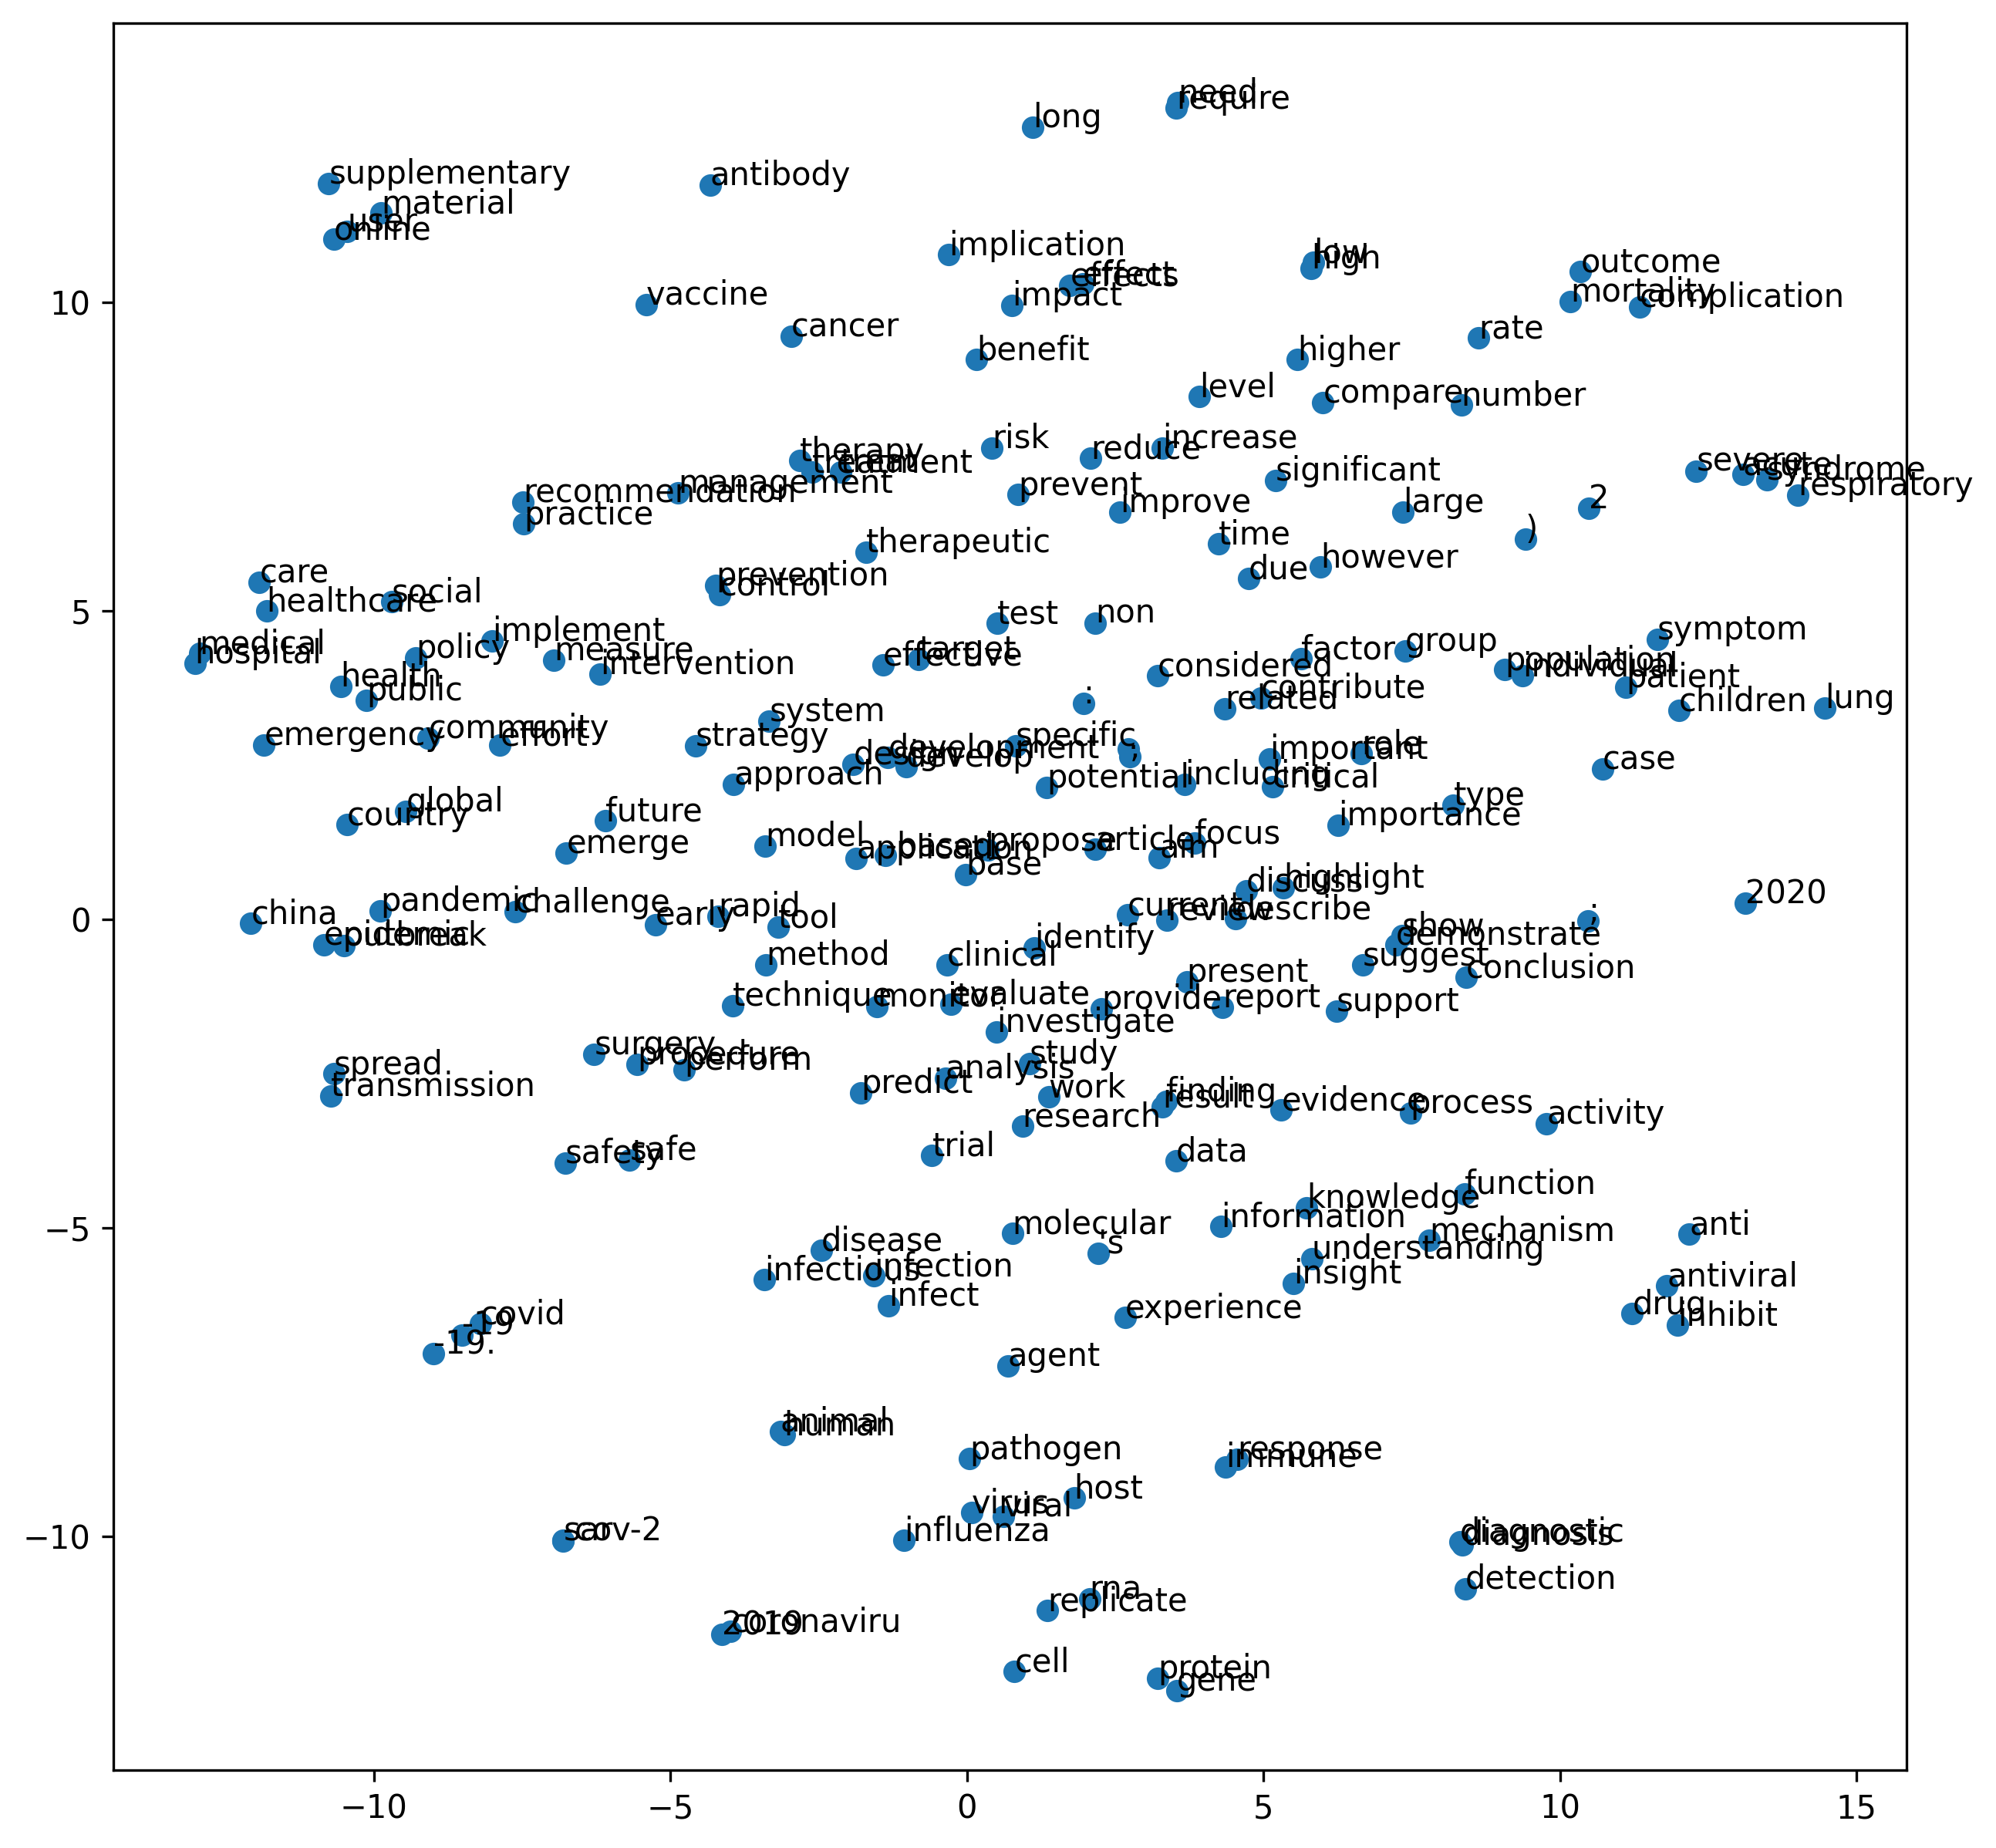 need
require
long
supplementary
antibody
material
user
online
implication
low
high
effect
effects
outcome
vaccine
impact
mortality
complication
10
cancer
rate
benefit
higher
level
compare
number
risk
increase
reduce
therapy
treatment
treat
severe
acute
syndrome
respiratory
management
significant
recommendation
prevent
practice
improve
large
2
)
time
therapeutic
due
however
care
prevention
control
social
healthcare
5
test
non
symptom
implement
medical
hospital
policy
measure
intervention
effective
target
factor
group
considered
population
individual
patient
health
public
contribute
related
:
children
lung
system
emergency
community
effort
strategy
specific
;
development
design
develop
important
role
case
approach
potential
including
critical
global
country
future
type
importance
emerge
model
-based
application
propose
article
focus
aim
base
discuss
highlight
2020
pandemic
challenge
china
early
rapid
tool
current
review
describe
0
epidemic
outbreak
show
demonstrate
;
identify
method
clinical
suggest
conclusion
present
technique
monitor
evaluate
provide
report
support
investigate
surgery
procedure
perform
study
spread
transmission
predict
analysis
work
finding
result
evidence
process
activity
research
safety
safe
trial
data
function
knowledge
−5
molecular
information
mechanism
anti
disease
's
understanding
infectious
infection
insight
antiviral
infect
experience
drug
inhibit
covid
-19
-19.
agent
animal
human
pathogen
response
immune
host
virus
viral
influenza
sar
cov-2
−10
diagnostic
diagnosis
detection
rna
replicate
2019
coronaviru
cell
protein
gene
−10 −5 0 5 10 15